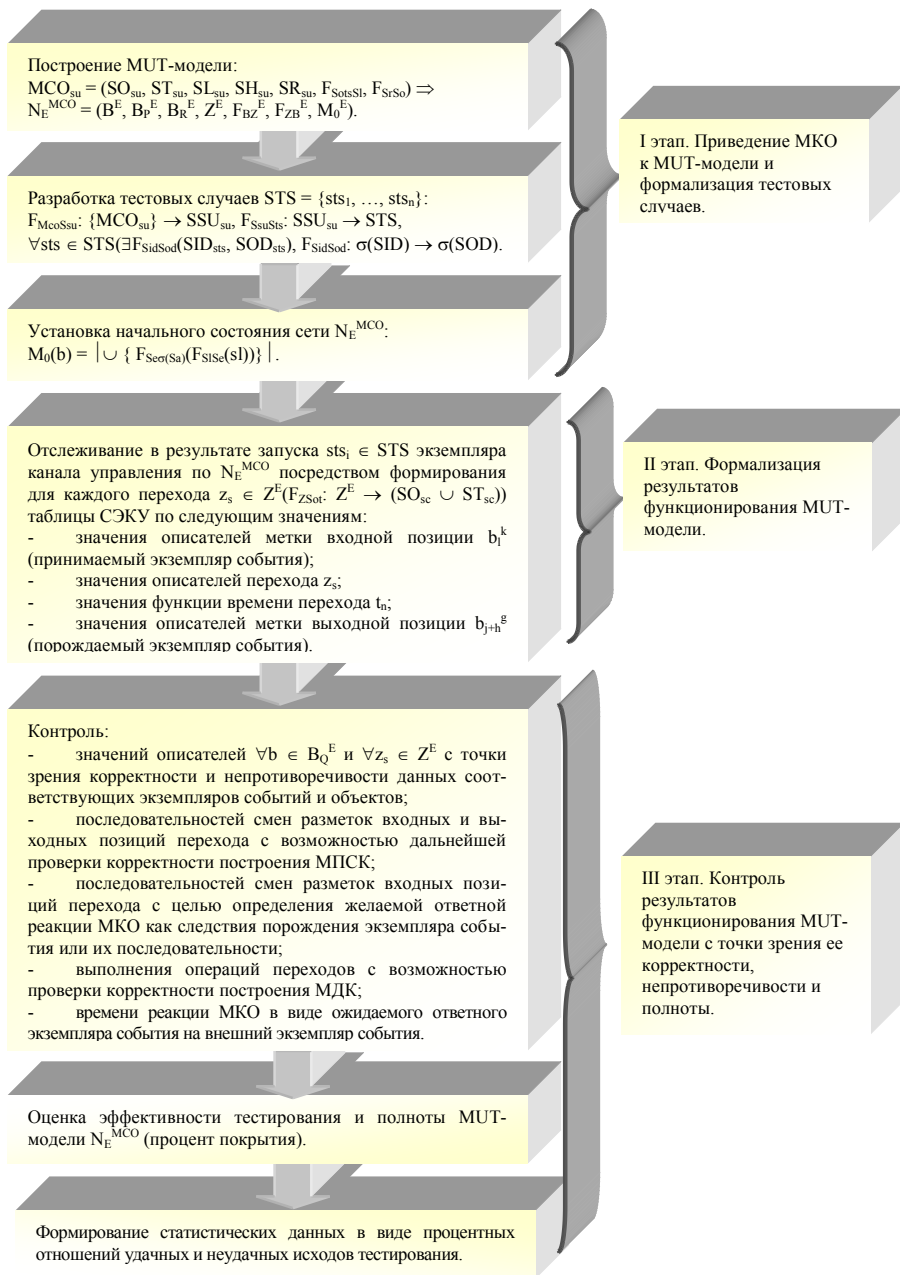 Построение MUT-модели:
MCO_su = (SO_su, ST_su, SL_su, SH_su, SR_su, F_SotsSl, F_SrSo) ⇒
N_E^MCO = (B^E, B_P^E, B_R^E, Z^E, F_BZ^E, F_ZB^E, M_0^E).
Разработка тестовых случаев STS = {sts_1, …, sts_n}:
F_McoSsu: {MCO_su} → SSU_su, F_SsuSts: SSU_su → STS,
∀sts ∈ STS(∃F_SidSod(SID_sts, SOD_sts), F_SidSod: σ(SID) → σ(SOD).
Установка начального состояния сети N_E^MCO:
M_0(b) = |∪ { F_Seσ(Sa)(F_SlSe(sl))} |.
I этап. Приведение МКО
к MUT-модели и
формализация тестовых
случаев.
Отслеживание в результате запуска sts_i ∈ STS экземпляра
канала управления по N_E^MCO посредством формирования
для каждого перехода z_s ∈ Z^E(F_ZSot: Z^E → (SO_sc ∪ ST_sc))
таблицы СЭКУ по следующим значениям:
- значения описателей метки входной позиции b_l^k
(принимаемый экземпляр события);
- значения описателей перехода z_s;
- значения функции времени перехода t_n;
- значения описателей метки выходной позиции b_j+h^g
(порождаемый экземпляр события).
II этап. Формализация
результатов
функционирования MUT-
модели.
Контроль:
- значений описателей ∀b ∈ B_Q^E и ∀z_s ∈ Z^E с точки
зрения корректности и непротиворечивости данных соот-
ветствующих экземпляров событий и объектов;
- последовательностей смен разметок входных и вы-
ходных позиций перехода с возможностью дальнейшей
проверки корректности построения МПСК;
- последовательностей смен разметок входных пози-
ций перехода с целью определения желаемой ответной
реакции МКО как следствия порождения экземпляра собы-
тия или их последовательности;
- выполнения операций переходов с возможностью
проверки корректности построения МДК;
- времени реакции МКО в виде ожидаемого ответного
экземпляра события на внешний экземпляр события.
III этап. Контроль
результатов
функционирования MUT-
модели с точки зрения ее
корректности,
непротиворечивости и
полноты.
Оценка эффективности тестирования и полноты MUT-
модели N_E^MCO (процент покрытия).
Формирование статистических данных в виде процентных
отношений удачных и неудачных исходов тестирования.